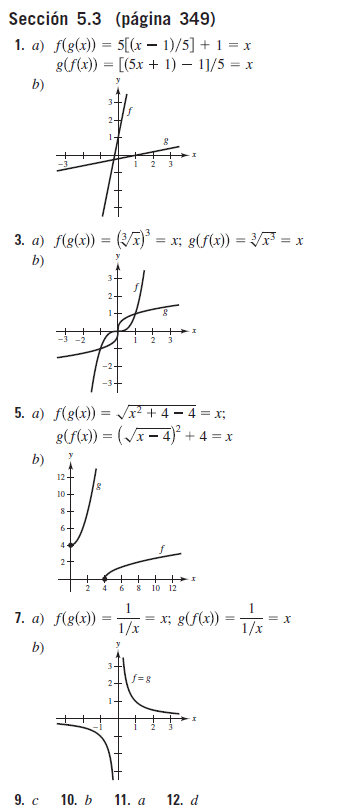 Sección 5.3 (página 349)
1. a) f(g(x)) = 5[(x − 1)/5] + 1 = x
g(f(x)) = [(5x + 1) − 1]/5 = x
b)
y
3
f
2
1
g
x
−3 1 2 3
3. a) f(g(x)) = (∛x)³ = x; g(f(x)) = ∛x³ = x
b)
y
3
f
2
1
g
x
−3 −2 1 2 3
−2
−3
5. a) f(g(x)) = √x² + 4 − 4 = x;
g(f(x)) = (√x − 4)² + 4 = x
b)
y
12
g
10
8
6
4
f
2
x
2 4 6 8 10 12
7. a) f(g(x)) = 1/(1/x) = x; g(f(x)) = 1/(1/x) = x
b)
y
3
2 f = g
1
x
−1 1 2 3
9. c 10. b 11. a 12. d